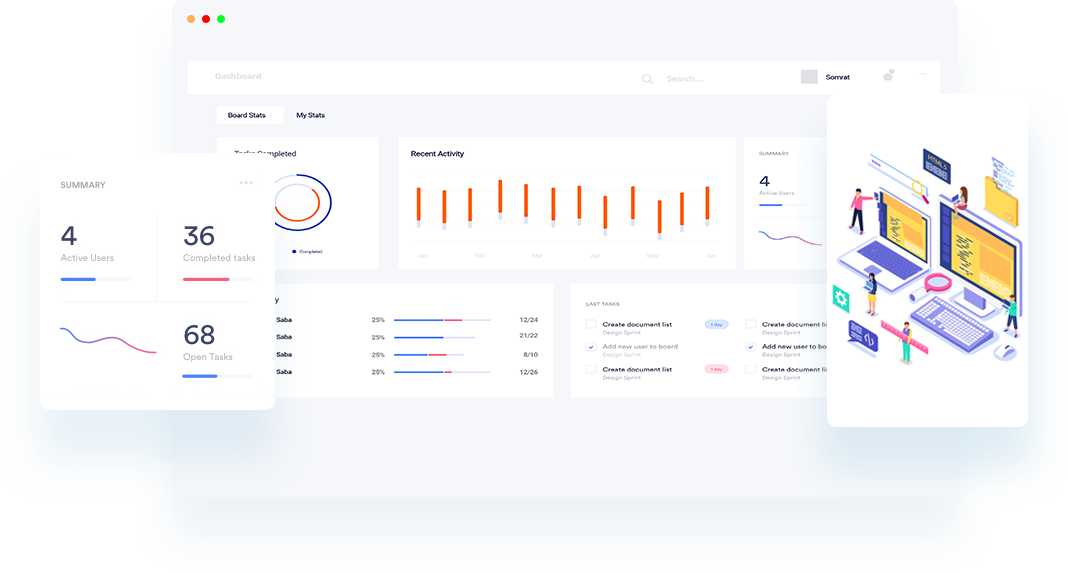 Dashboard
Search....
Somrat
Board Stats
My Stats
Tasks Completed
Completed
Recent Activity
Jan
Feb
Mar
Apr
May
Jun
SUMMARY
4
Active Users
SUMMARY
4
Active Users
36
Completed tasks
68
Open Tasks
y
Saba 25% 12/24
Saba 25% 21/22
Saba 25% 8/10
Saba 25% 12/26
LAST TASKS
Create document list
Design Sprint
1 day
Add new user to board
Design Sprint
Create document list
Design Sprint
1 day
Create document li
Design Sprint
Add new user to bo
Design Sprint
Create document li
Design Sprint
HTML5